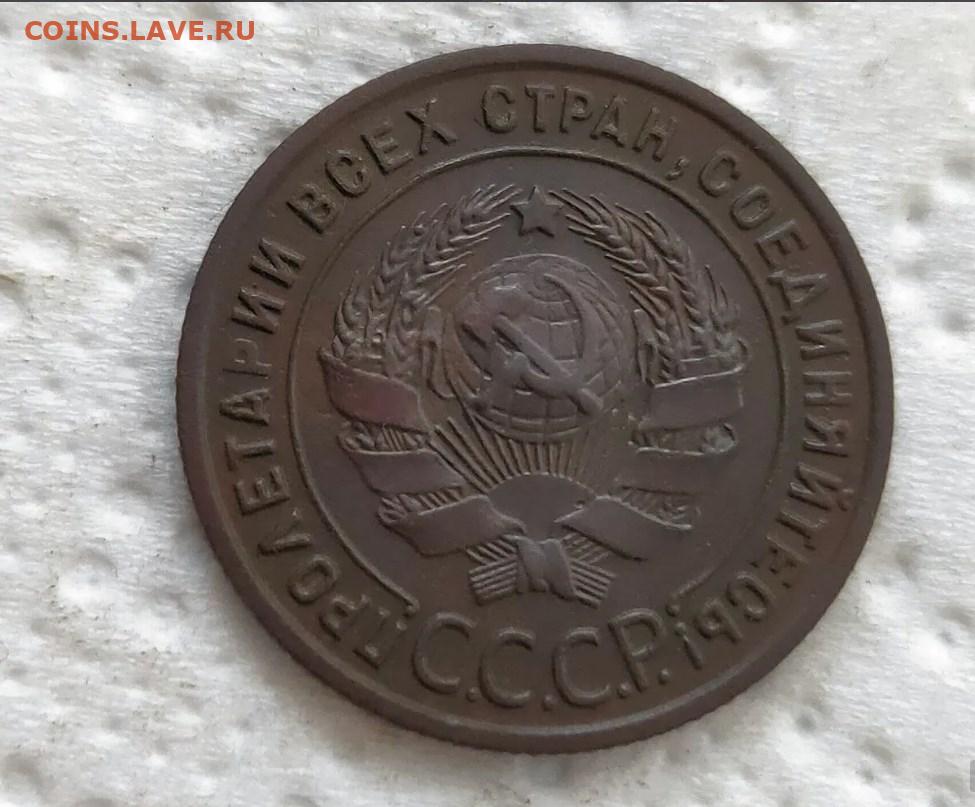 COINS.LAVE.RU
ПРОЛЕТАРИИ ВСЕХ СТРАН, СОЕДИНЯЙТЕСЬ!
С.С.С.Р.